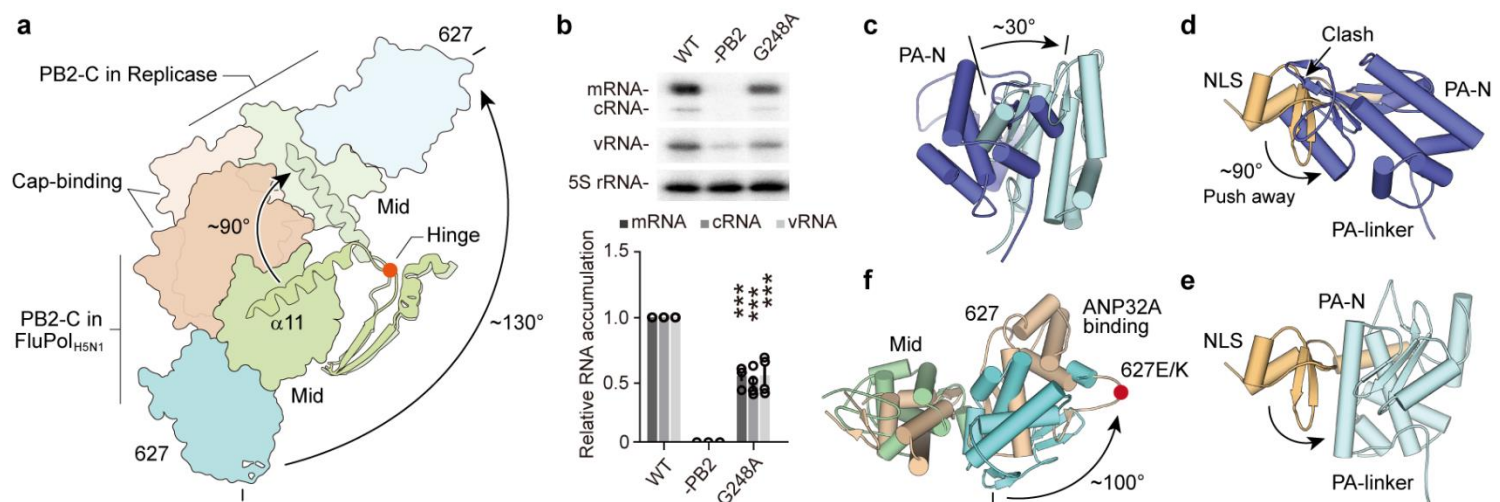 a
627
PB2-C in Replicase
Cap-binding
~90°
Mid
Hinge
α11
PB2-C in
FluPolH5N1
Mid
627
~130°
b
WT
-PB2
G248A
mRNA-
cRNA-
vRNA-
5S rRNA-
mRNA cRNA vRNA
Relative RNA accumulation
1.5
1.0
0.5
0
***
***
***
WT
-PB2
G248A
c
~30°
PA-N
d
Clash
NLS
PA-N
~90°
Push away
PA-linker
e
PA-N
NLS
PA-linker
f
627
ANP32A
binding
Mid
627E/K
~100°